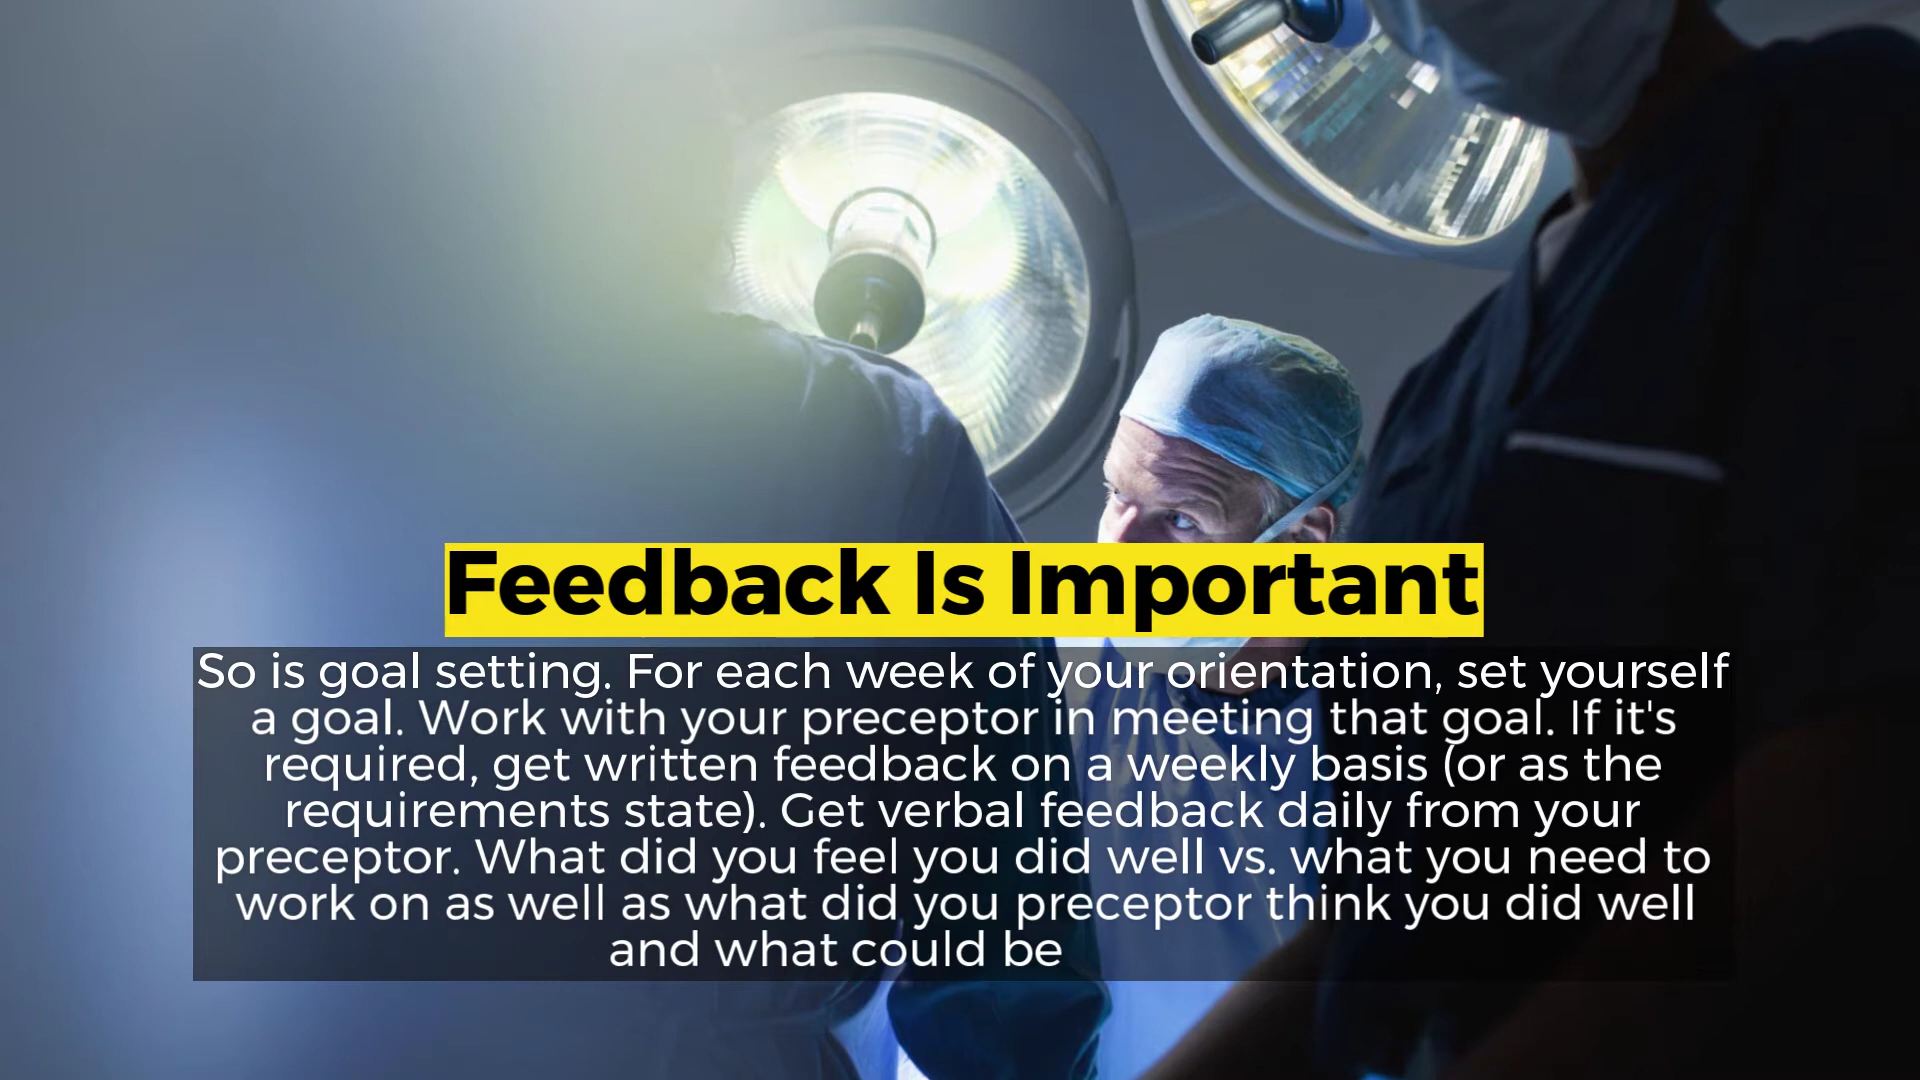 Feedback Is Important
So is goal setting. For each week of your orientation, set yourself
a goal. Work with your preceptor in meeting that goal. If it's
required, get written feedback on a weekly basis (or as the
requirements state). Get verbal feedback daily from your
preceptor. What did you feel you did well vs. what you need to
work on as well as what did you preceptor think you did well
and what could be